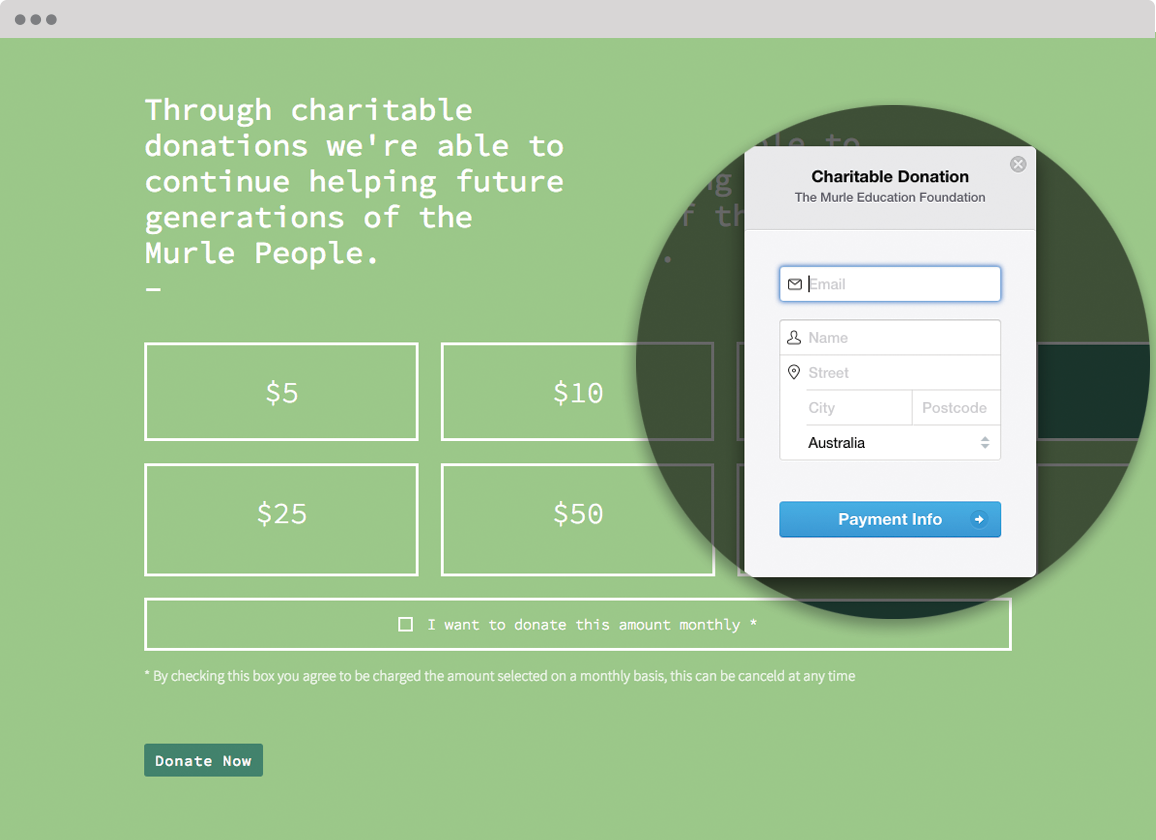 Through charitable
donations we're able to
continue helping future
generations of the
Murle People.
—
$5
$10
$25
$50
I want to donate this amount monthly *
* By checking this box you agree to be charged the amount selected on a monthly basis, this can be canceld at any time
Donate Now
Charitable Donation
The Murle Education Foundation
Email
Name
Street
City Postcode
Australia
Payment Info